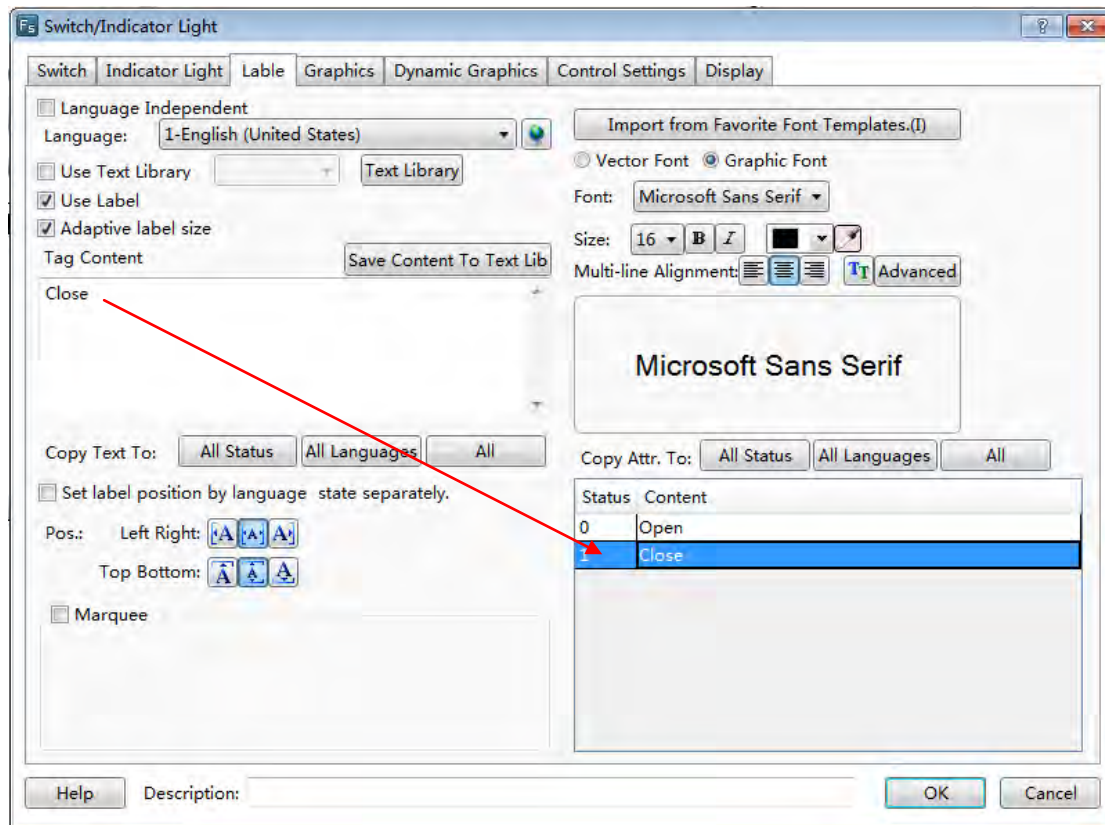 Fs Switch/Indicator Light
Switch Indicator Light Lable Graphics Dynamic Graphics Control Settings Display
Language Independent
Language: 1-English (United States)
Use Text Library Text Library
Use Label
Adaptive label size
Tag Content Save Content To Text Lib
Close
Copy Text To: All Status All Languages All
Set label position by language state separately.
Pos.: Left Right: A A A
Top Bottom: A A A
Marquee
Import from Favorite Font Templates.(I)
Vector Font Graphic Font
Font: Microsoft Sans Serif
Size: 16 B I
Multi-line Alignment: TT Advanced
Microsoft Sans Serif
Copy Attr. To: All Status All Languages All
Status Content
0 Open
1 Close
Help Description: OK Cancel